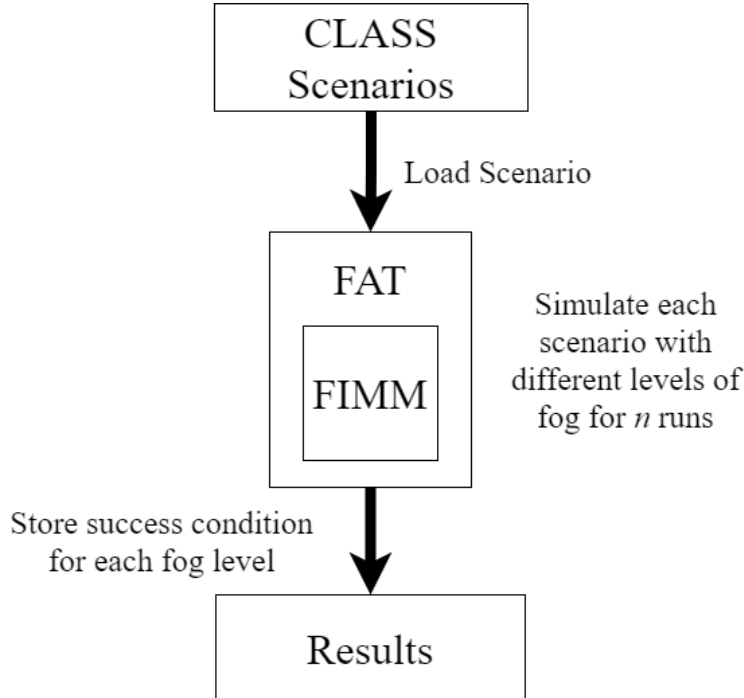 CLASS
Scenarios
Load Scenario
FAT
FIMM
Simulate each
scenario with
different levels of
fog for n runs
Store success condition
for each fog level
Results